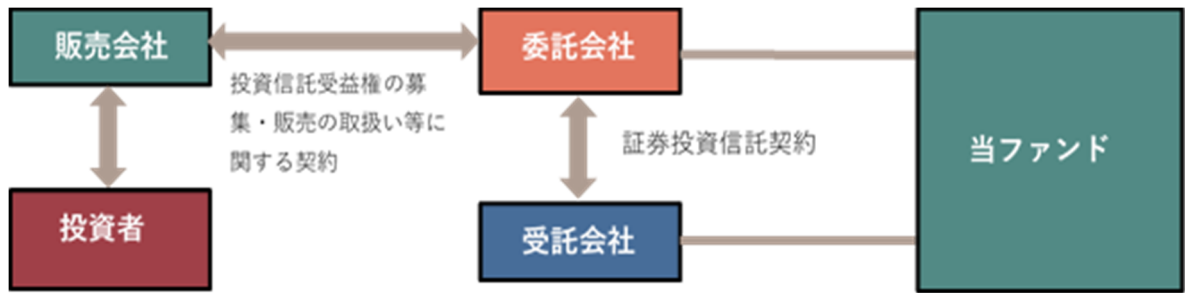 販売会社
委託会社
投資信託受益権の募
集・販売の取扱い等に
関する契約
証券投資信託契約
当ファンド
投資者
受託会社